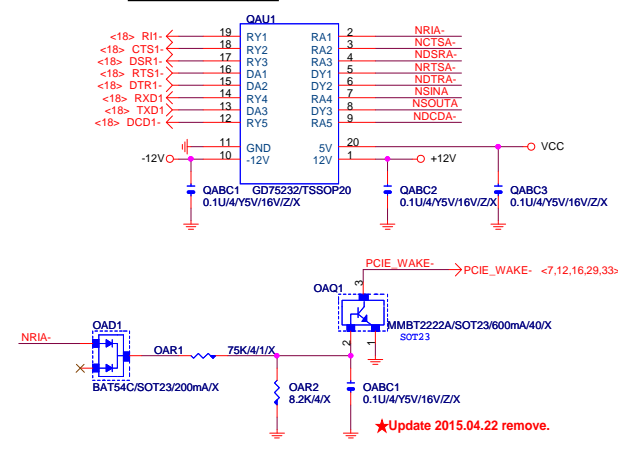 QAU1
<18> RI1- 19 RY1 RA1 2 NRIA-
<18> CTS1- 18 RY2 RA2 3 NCTSA-
<18> DSR1- 17 RY3 RA3 4 NDSRA-
<18> RTS1- 16 DA1 DY1 5 NRTSA-
<18> DTR1- 15 DA2 DY2 6 NDTRA-
<18> RXD1 14 RY4 RA4 7 NSINA
<18> TXD1 13 DA3 DY3 8 NSOUTA
<18> DCD1- 12 RY5 RA5 9 NDCDA-
11 GND 5V 20 VCC
-12V 10 -12V 12V 1 +12V
QABC1 GD75232/TSSOP20 QABC2 QABC3
0.1U/4/Y5V/16V/Z/X 0.1U/4/Y5V/16V/Z/X 0.1U/4/Y5V/16V/Z/X
PCIE_WAKE- PCIE_WAKE- <7,12,16,29,33>
OAQ1 3
MMBT2222A/SOT23/600mA/40/X
SOT23
2 1
OAD1
NRIA-
OAR1 75K/4/1/X
BAT54C/SOT23/200mA/X
OAR2 OABC1
8.2K/4/X 0.1U/4/Y5V/16V/Z/X
★Update 2015.04.22 remove.